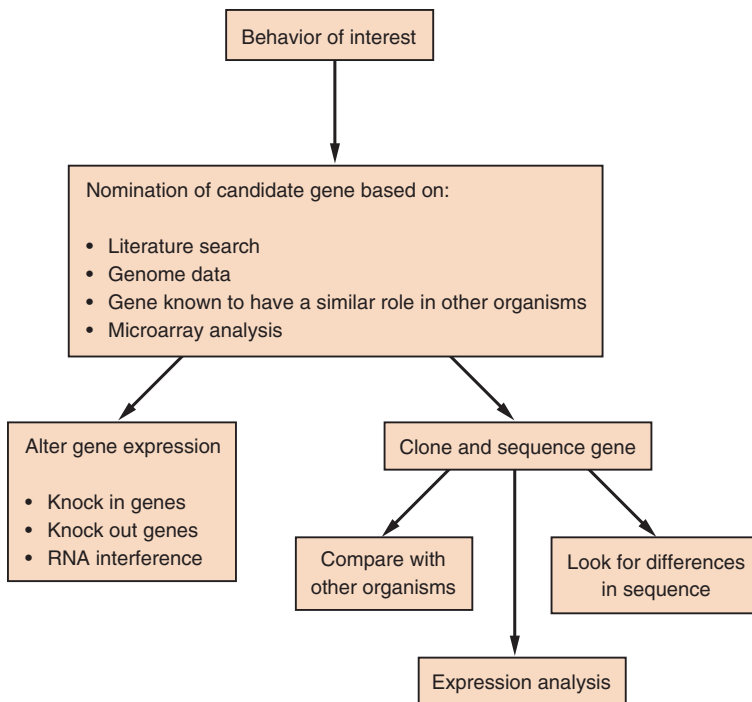 Behavior of interest
Nomination of candidate gene based on:
• Literature search
• Genome data
• Gene known to have a similar role in other organisms
• Microarray analysis
Alter gene expression
• Knock in genes
• Knock out genes
• RNA interference
Clone and sequence gene
Compare with
other organisms
Look for differences
in sequence
Expression analysis